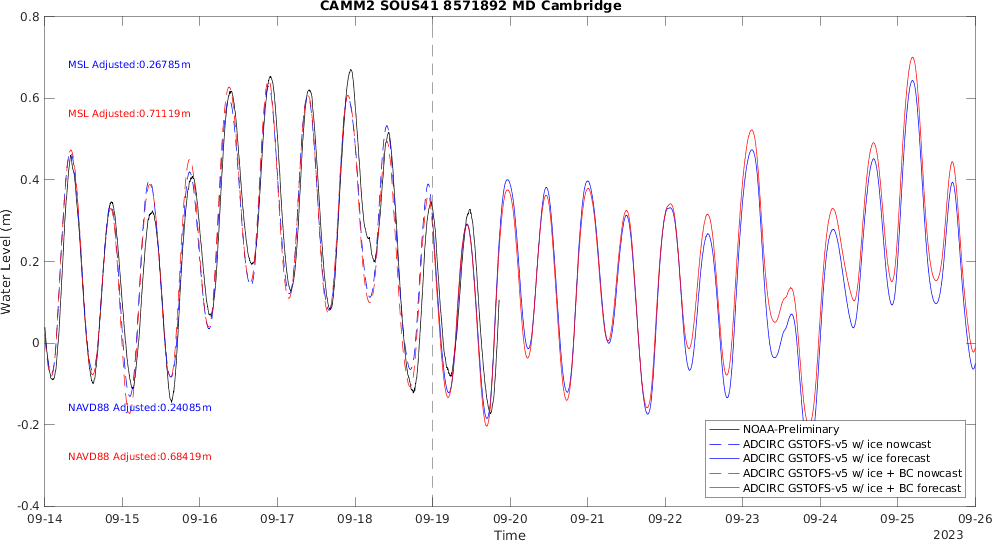 CAMM2 SOUS41 8571892 MD Cambridge
0.8
MSL Adjusted:0.26785m
0.6
MSL Adjusted:0.71119m
0.4
Water Level (m)
0.2
0
NAVD88 Adjusted:0.24085m
-0.2
NAVD88 Adjusted:0.68419m
-0.4
NOAA-Preliminary
ADCIRC GSTOFS-v5 w/ ice nowcast
ADCIRC GSTOFS-v5 w/ ice forecast
ADCIRC GSTOFS-v5 w/ ice + BC nowcast
ADCIRC GSTOFS-v5 w/ ice + BC forecast
09-14 09-15 09-16 09-17 09-18 09-19 09-20 09-21 09-22 09-23 09-24 09-25 09-26
Time
2023